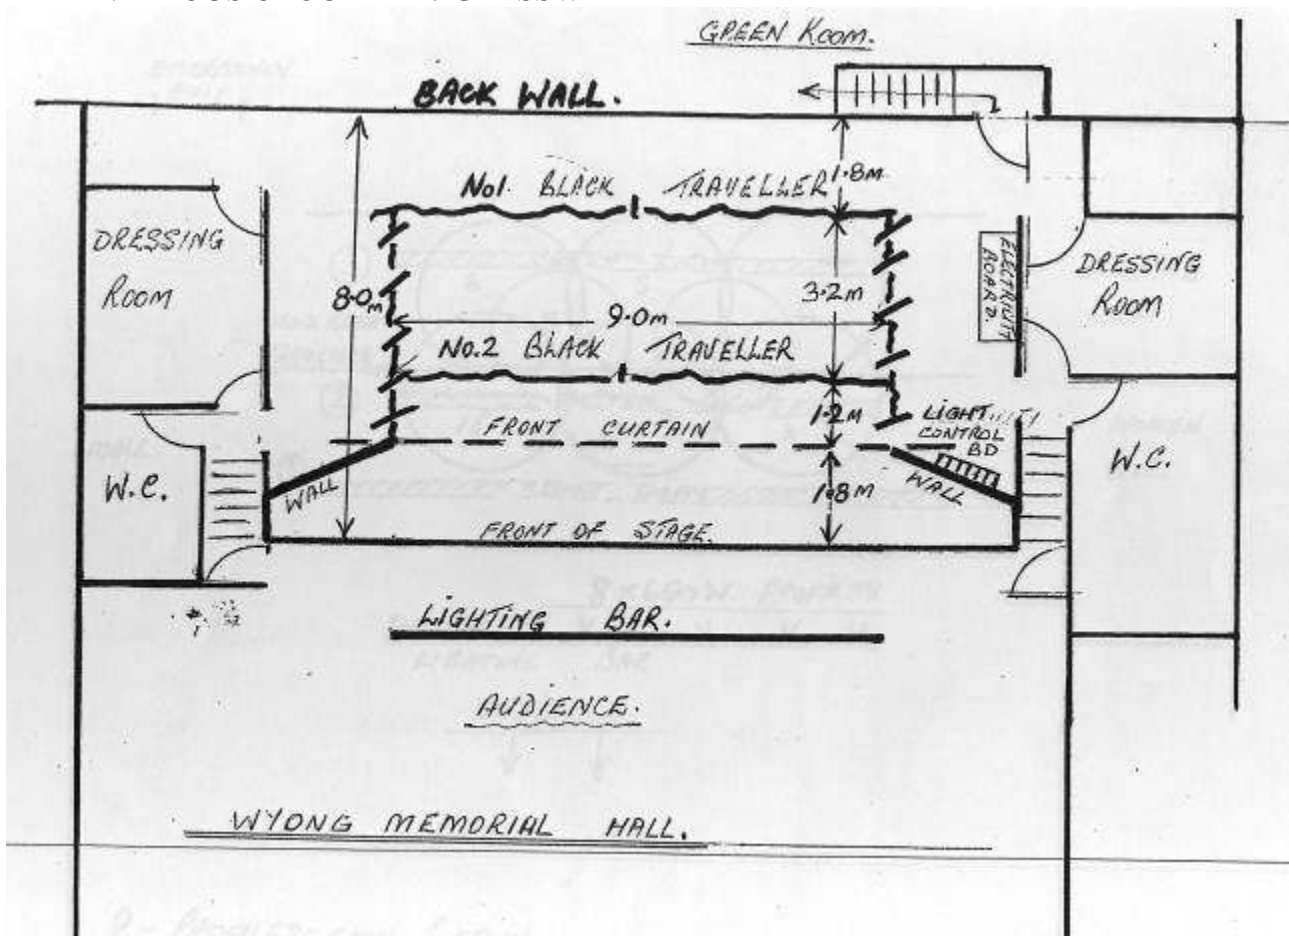 GREEN ROOM.
BACK WALL.
1.8m
No1. BLACK TRAVELLER
DRESSING
ROOM
8.0m
3.2m
ELECTRICITY
BOARD.
DRESSING
ROOM
9.0m
No.2 BLACK TRAVELLER
1.2m
LIGHT
CONTROL
BD
FRONT CURTAIN
W.C.
W.C.
WALL
1.8m
WALL
FRONT OF STAGE.
LIGHTING BAR.
AUDIENCE.
WYONG MEMORIAL HALL.